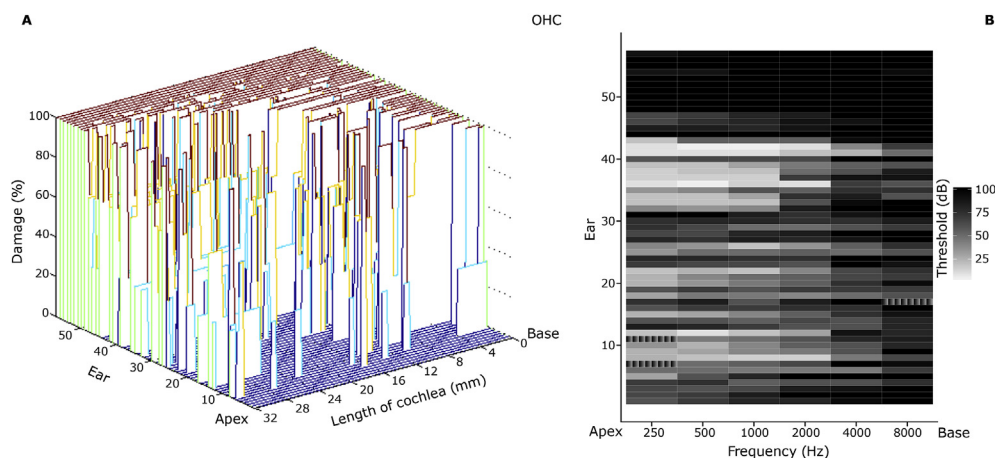 A
OHC
B
100
80
60
40
20
0
Damage (%)
50
40
30
20
10
Ear
Apex
32
28
24
20
16
12
8
4
0
Base
Length of cochlea (mm)
50
40
30
20
10
Ear
Apex
250
500
1000
2000
4000
8000
Base
Frequency (Hz)
Threshold (dB)
100
75
50
25